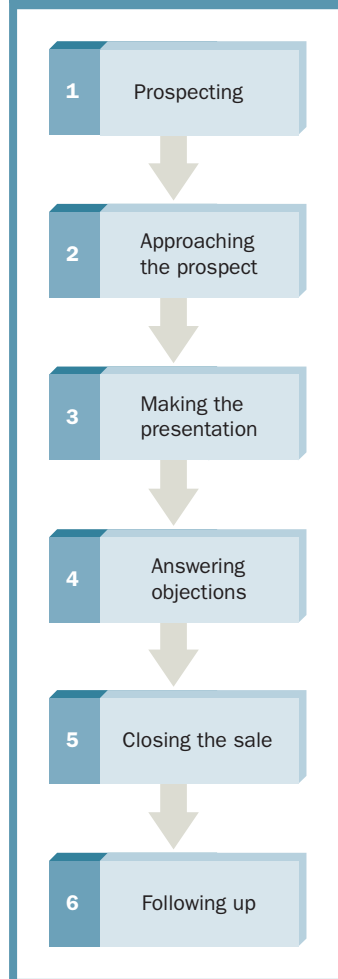 1
Prospecting
2
Approaching
the prospect
3
Making the
presentation
4
Answering
objections
5
Closing the sale
6
Following up